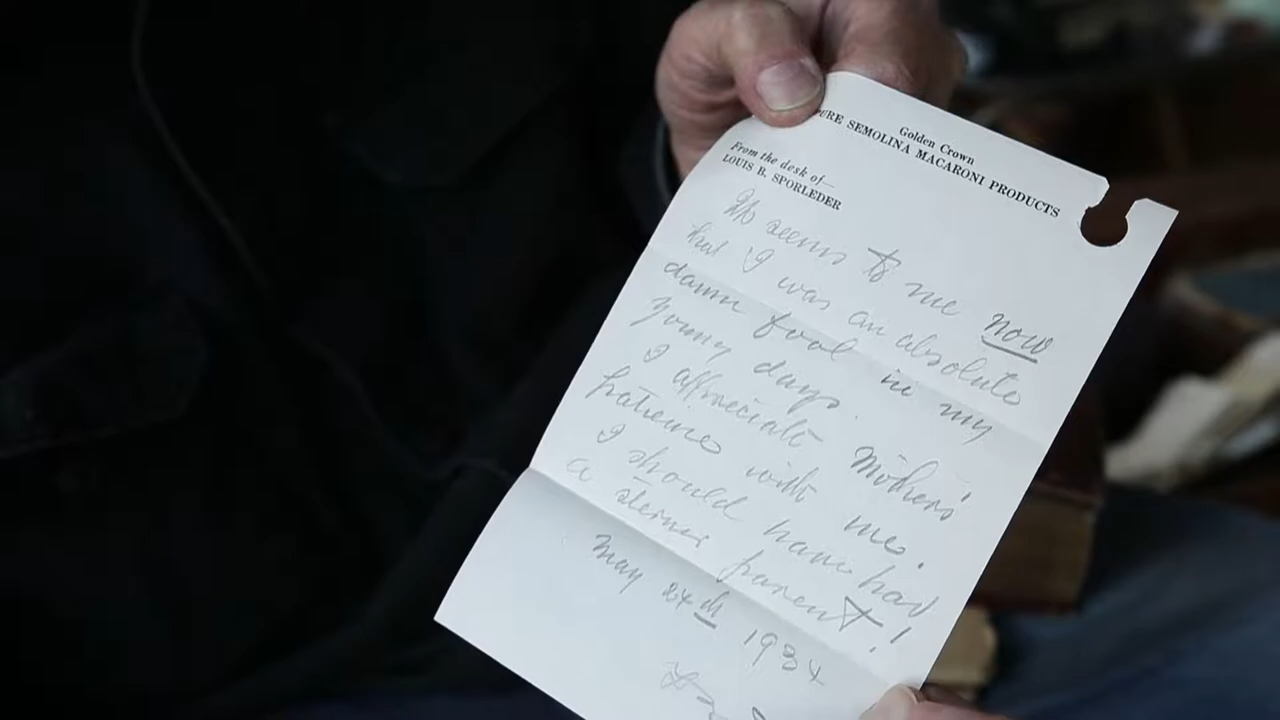 Golden Crown
PURE SEMOLINA MACARONI PRODUCTS
From the desk of—
LOUIS B. SPORLEDER
It seems to me now
that I was an absolute
damn fool in my
young days.
I appreciate Mothers'
patience with me.
I should have had
a sterner parent!
May 24th 1934